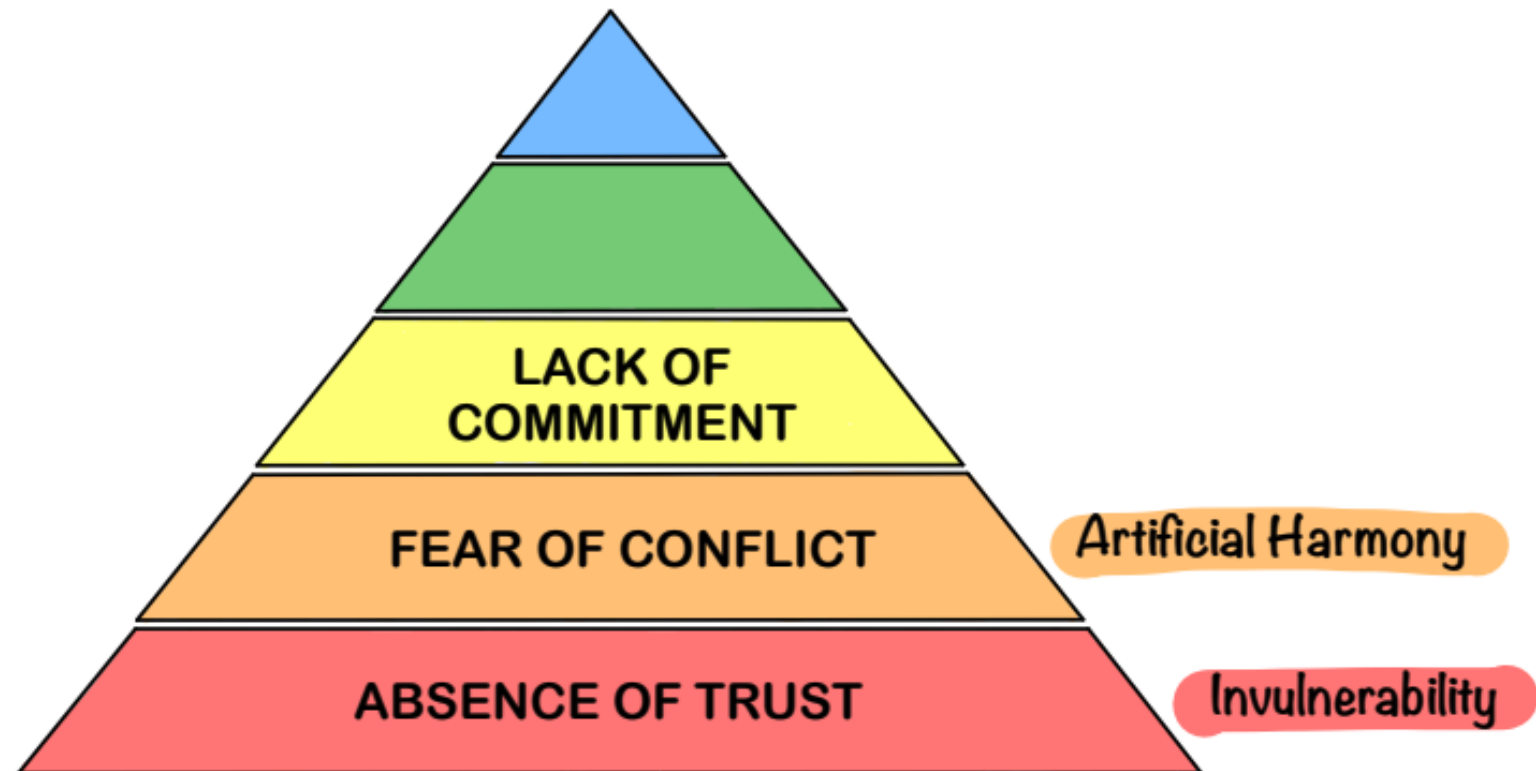 LACK OF
COMMITMENT
FEAR OF CONFLICT
Artificial Harmony
ABSENCE OF TRUST
Invulnerability